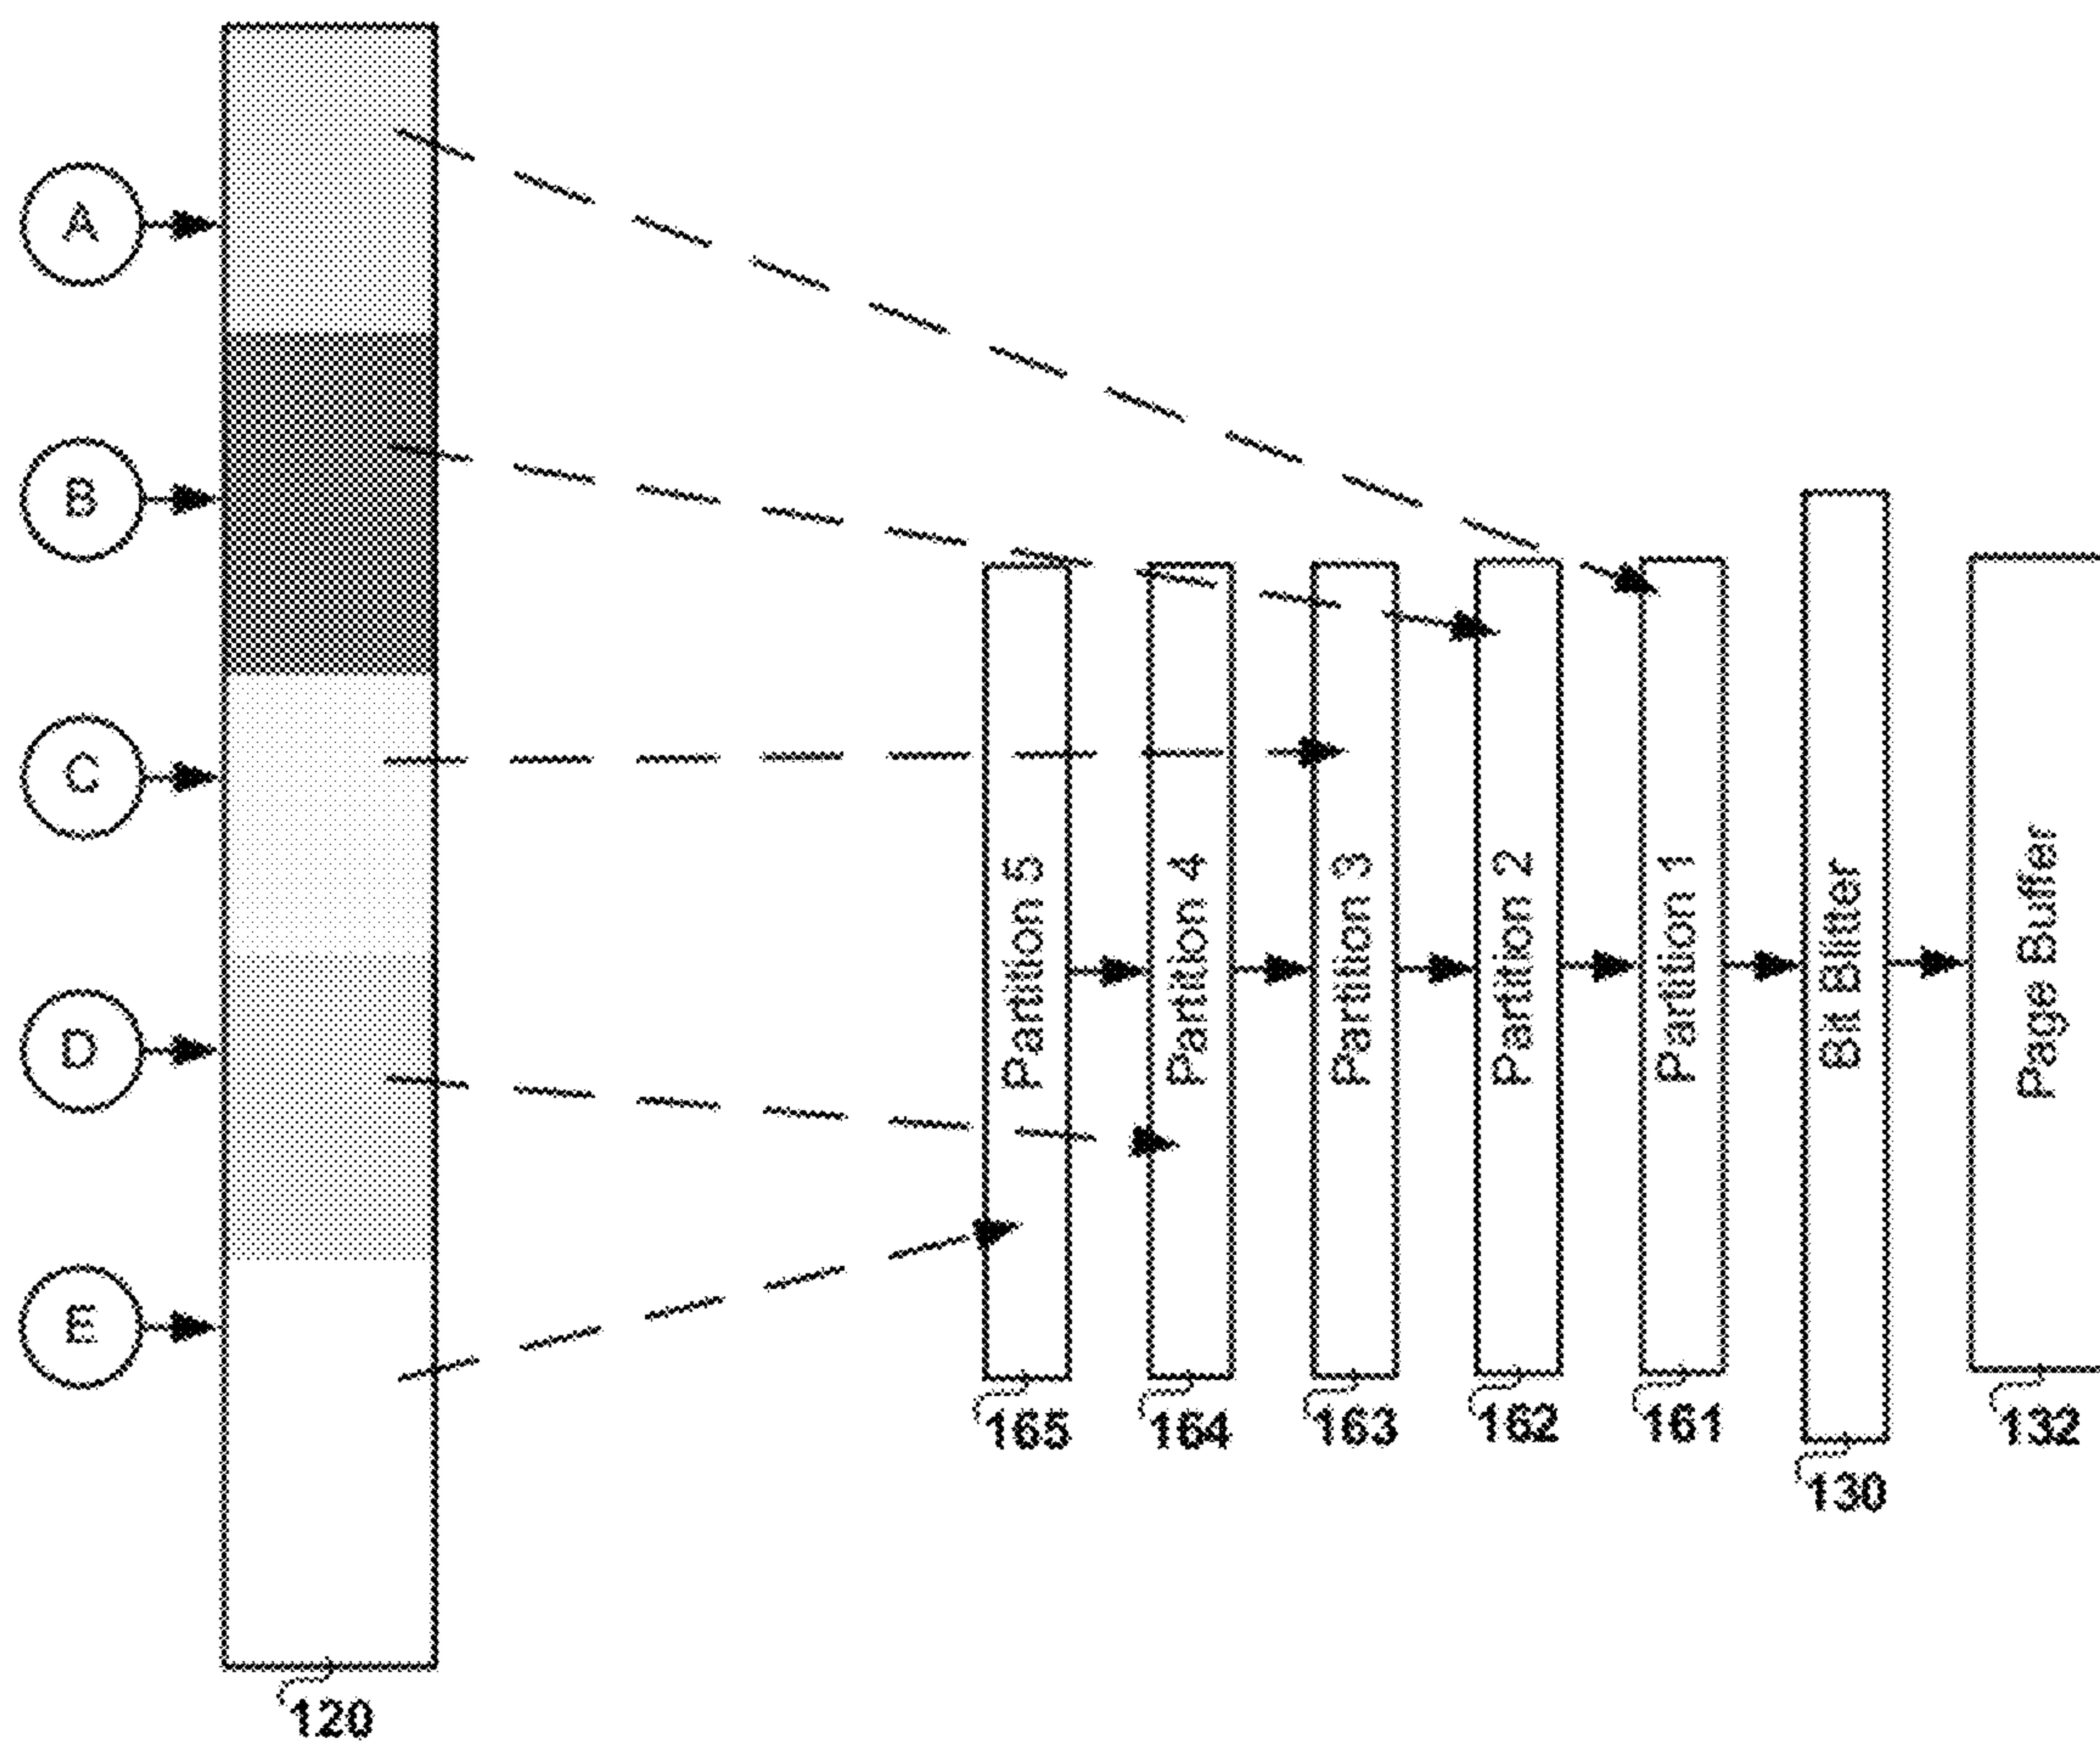 A
B
C
D
E
120
Partition 5
Partition 4
Partition 3
Partition 2
Partition 1
Bit Blitter
Page Buffer
165
164
163
162
161
130
132